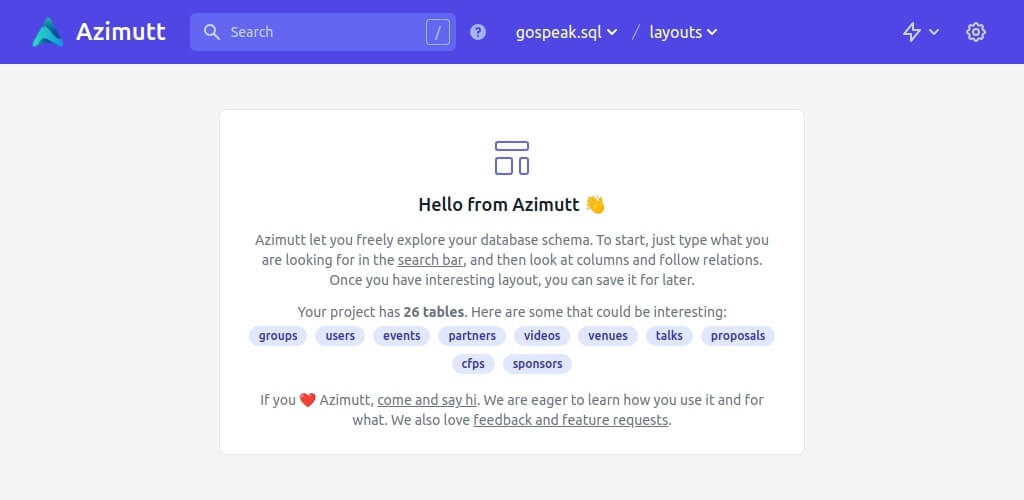 Azimutt
Search
/
?
gospeak.sql / layouts
Hello from Azimutt 👋
Azimutt let you freely explore your database schema. To start, just type what you
are looking for in the search bar, and then look at columns and follow relations.
Once you have interesting layout, you can save it for later.
Your project has 26 tables. Here are some that could be interesting:
groups users events partners videos venues talks proposals
cfps sponsors
If you ❤️ Azimutt, come and say hi. We are eager to learn how you use it and for
what. We also love feedback and feature requests.